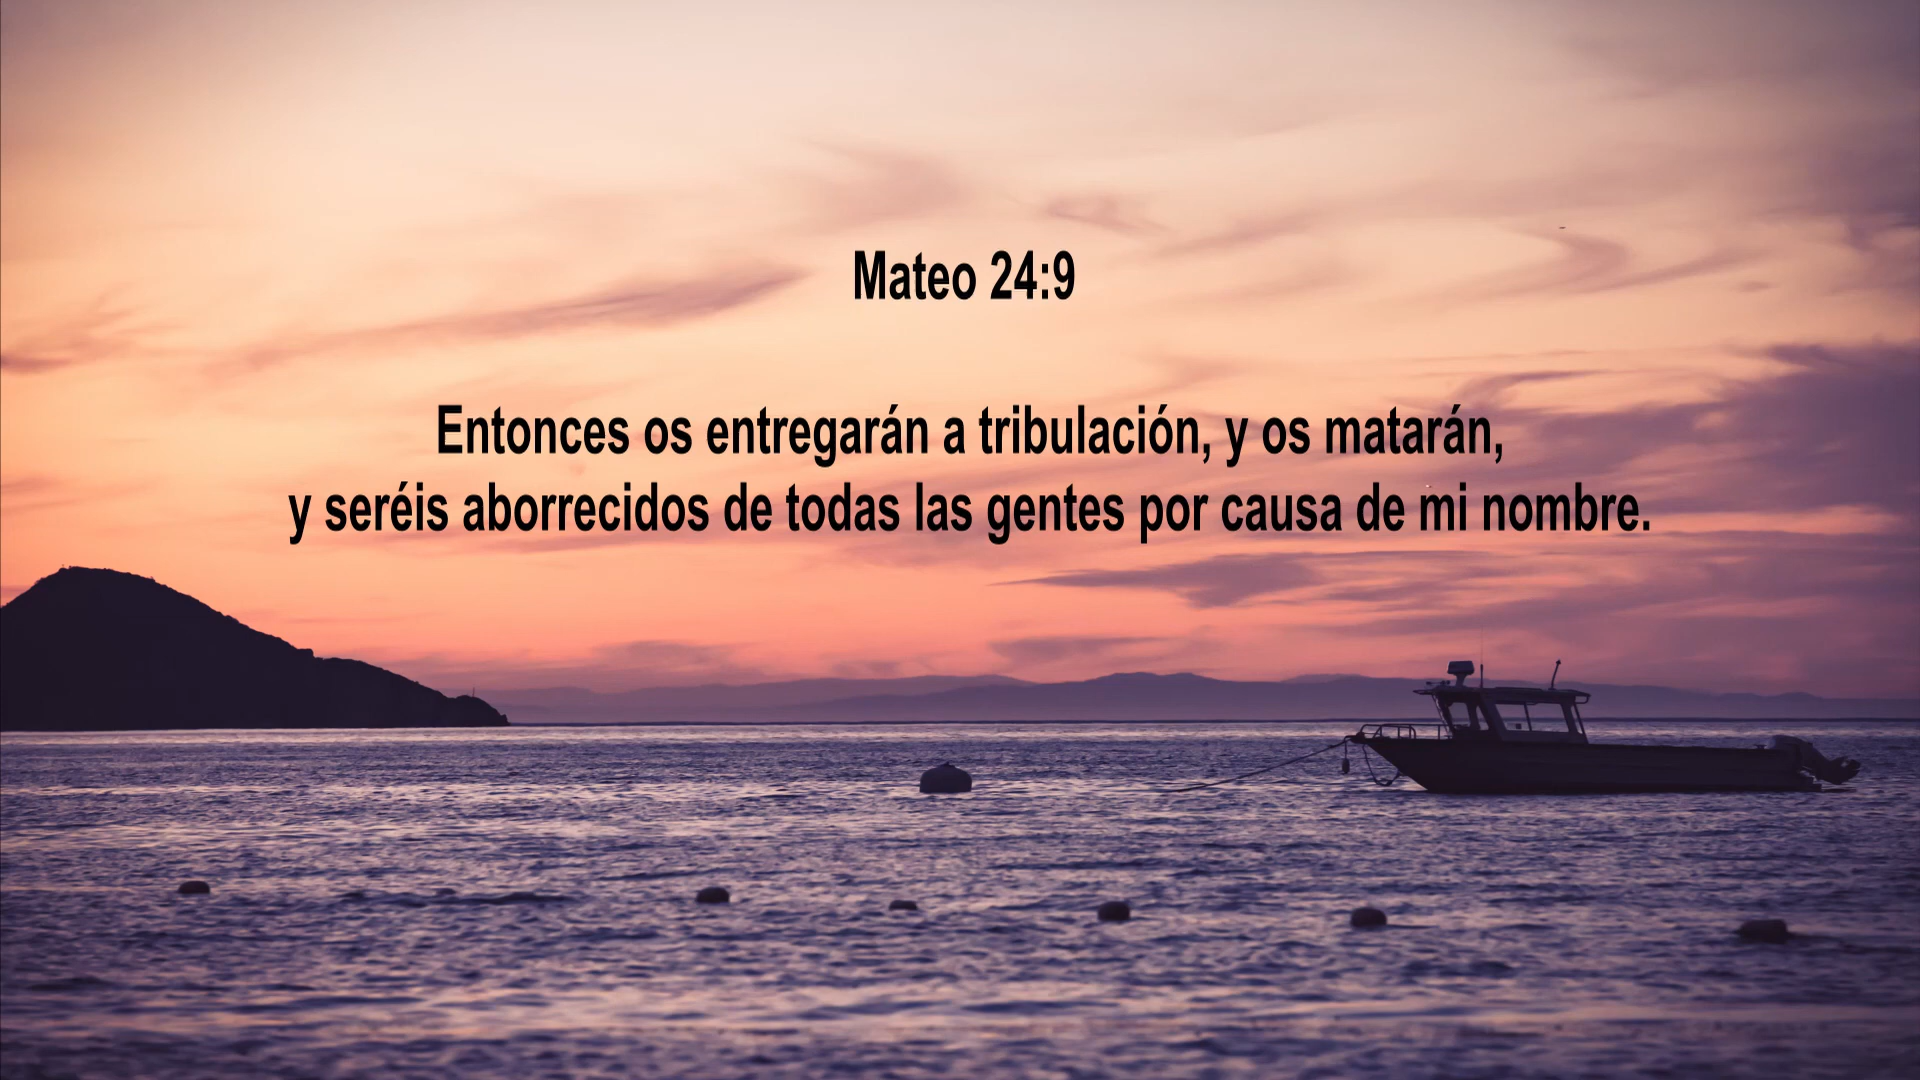 Mateo 24:9
Entonces os entregarán a tribulación, y os matarán,
y seréis aborrecidos de todas las gentes por causa de mi nombre.